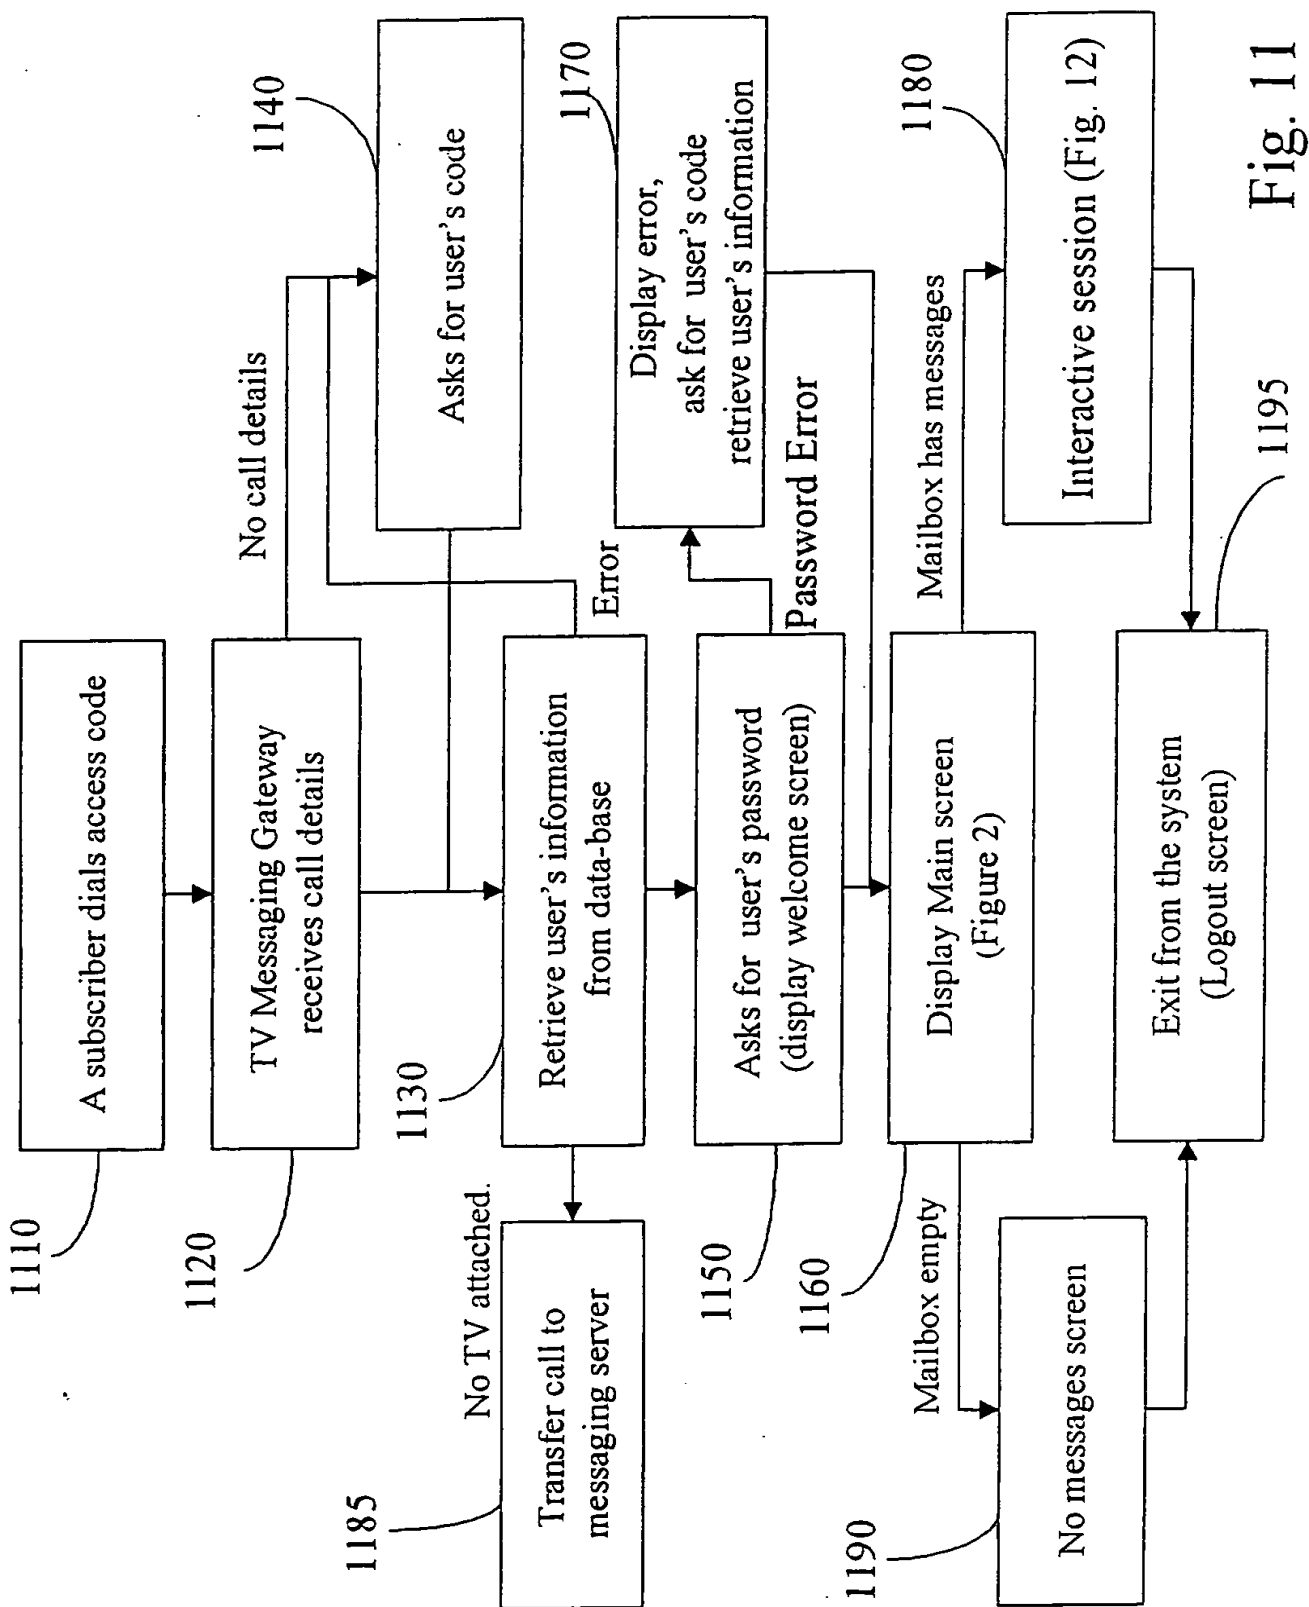 1110
A subscriber dials access code
1120
TV Messaging Gateway
receives call details
No call details
1140
Asks for user's code
1130
Retrieve user's information
from data-base
Error
No TV attached.
1185
Transfer call to
messaging server
1150
Asks for user's password
(display welcome screen)
Password Error
1170
Display error,
ask for user's code
retrieve user's information
1160
Display Main screen
(Figure 2)
Mailbox empty
Mailbox has messages
1190
No messages screen
1180
Interactive session (Fig. 12)
Exit from the system
(Logout screen)
1195
Fig. 11